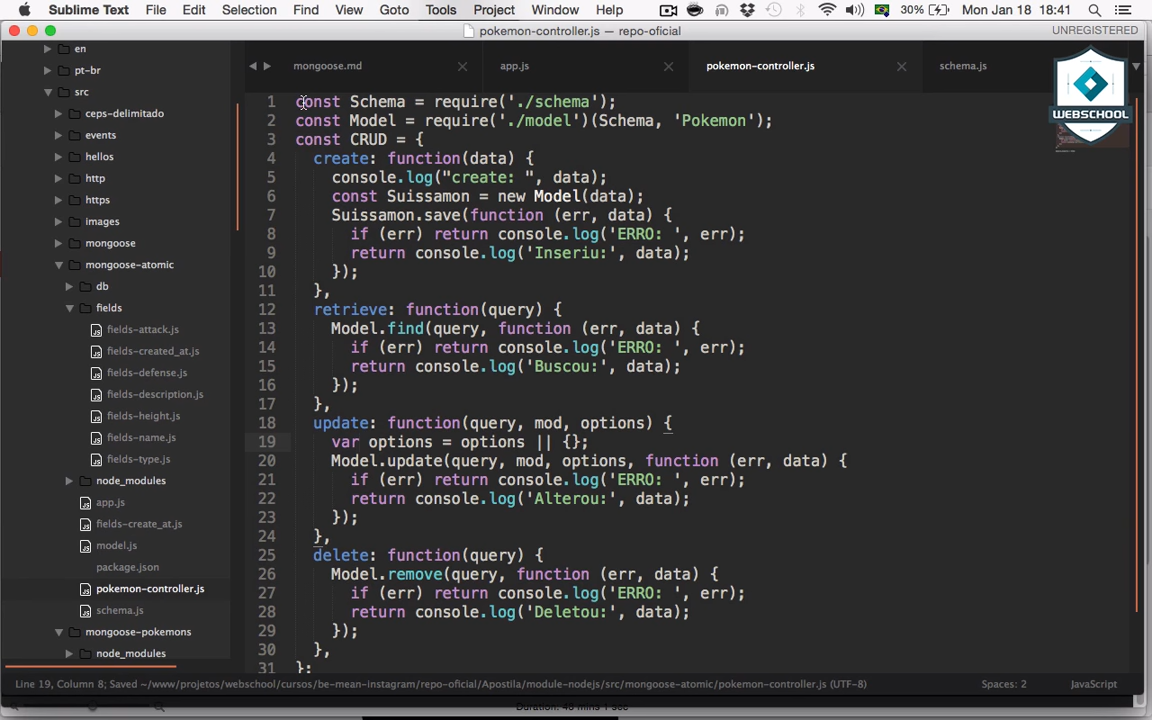 Sublime Text File Edit Selection Find View Goto Tools Project Window Help 30% Mon Jan 18 18:41
pokemon-controller.js — repo-oficial UNREGISTERED
mongoose.md app.js pokemon-controller.js schema.js
WEBSCHOOL
en
pt-br
src
ceps-delimitado
events
hellos
http
https
images
mongoose
mongoose-atomic
db
fields
fields-attack.js
fields-created_at.js
fields-defense.js
fields-description.js
fields-height.js
fields-name.js
fields-type.js
node_modules
app.js
fields-create_at.js
model.js
package.json
pokemon-controller.js
schema.js
mongoose-pokemons
node_modules
1 const Schema = require('./schema');
2 const Model = require('./model')(Schema, 'Pokemon');
3 const CRUD = {
4 create: function(data) {
5 console.log("create: ", data);
6 const Suissamon = new Model(data);
7 Suissamon.save(function (err, data) {
8 if (err) return console.log('ERRO: ', err);
9 return console.log('Inseriu:', data);
10 });
11 },
12 retrieve: function(query) {
13 Model.find(query, function (err, data) {
14 if (err) return console.log('ERRO: ', err);
15 return console.log('Buscou:', data);
16 });
17 },
18 update: function(query, mod, options) {
19 var options = options || {};
20 Model.update(query, mod, options, function (err, data) {
21 if (err) return console.log('ERRO: ', err);
22 return console.log('Alterou:', data);
23 });
24 },
25 delete: function(query) {
26 Model.remove(query, function (err, data) {
27 if (err) return console.log('ERRO: ', err);
28 return console.log('Deletou:', data);
29 });
30 },
31 };
Line 19, Column 8; Saved ~/www/projetos/webschool/cursos/be-mean-instagram/repo-oficial/Apostila/module-nodejs/src/mongoose-atomic/pokemon-controller.js (UTF-8) Spaces: 2 JavaScript